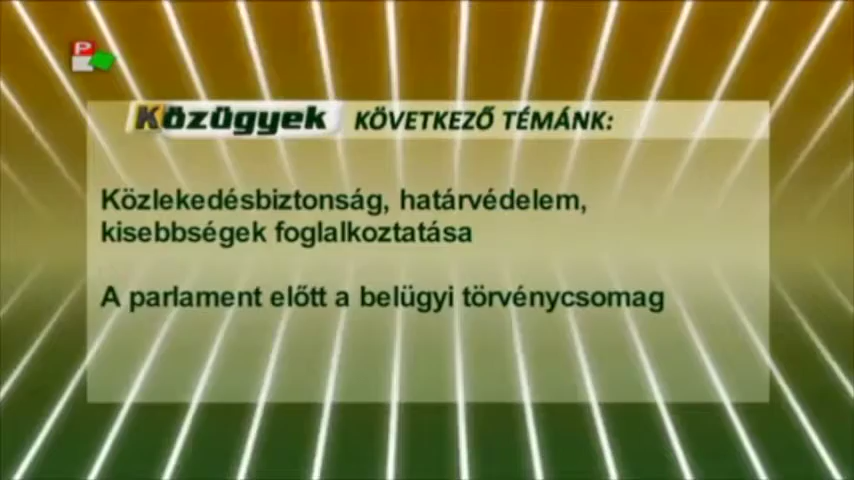 P
Közügyek KÖVETKEZŐ TÉMÁNK:
Közlekedésbiztonság, határvédelem,
kisebbségek foglalkoztatása
A parlament előtt a belügyi törvénycsomag